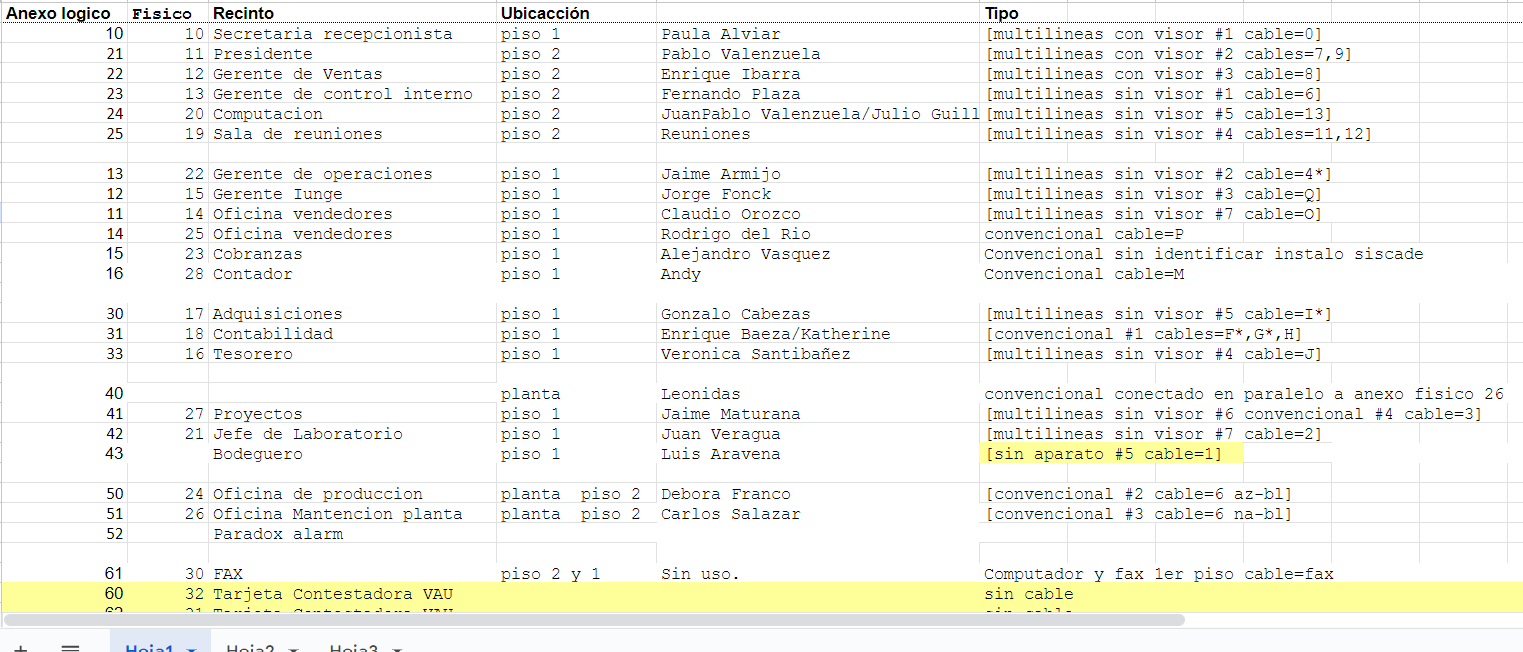 Anexo logico Fisico Recinto Ubicacción Tipo
10 10 Secretaria recepcionista piso 1 Paula Alviar [multilineas con visor #1 cable=0]
21 11 Presidente piso 2 Pablo Valenzuela [multilineas con visor #2 cables=7,9]
22 12 Gerente de Ventas piso 2 Enrique Ibarra [multilineas con visor #3 cable=8]
23 13 Gerente de control interno piso 2 Fernando Plaza [multilineas sin visor #1 cable=6]
24 20 Computacion piso 2 JuanPablo Valenzuela/Julio Guill [multilineas sin visor #5 cable=13]
25 19 Sala de reuniones piso 2 Reuniones [multilineas sin visor #4 cables=11,12]
13 22 Gerente de operaciones piso 1 Jaime Armijo [multilineas sin visor #2 cable=4*]
12 15 Gerente Iunge piso 1 Jorge Fonck [multilineas sin visor #3 cable=Q]
11 14 Oficina vendedores piso 1 Claudio Orozco [multilineas sin visor #7 cable=O]
14 25 Oficina vendedores piso 1 Rodrigo del Rio convencional cable=P
15 23 Cobranzas piso 1 Alejandro Vasquez Convencional sin identificar instalo siscade
16 28 Contador piso 1 Andy Convencional cable=M
30 17 Adquisiciones piso 1 Gonzalo Cabezas [multilineas sin visor #5 cable=I*]
31 18 Contabilidad piso 1 Enrique Baeza/Katherine [convencional #1 cables=F*,G*,H]
33 16 Tesorero piso 1 Veronica Santibañez [multilineas sin visor #4 cable=J]
40 planta Leonidas convencional conectado en paralelo a anexo fisico 26
41 27 Proyectos piso 1 Jaime Maturana [multilineas sin visor #6 convencional #4 cable=3]
42 21 Jefe de Laboratorio piso 1 Juan Veragua [multilineas sin visor #7 cable=2]
43 Bodeguero piso 1 Luis Aravena [sin aparato #5 cable=1]
50 24 Oficina de produccion planta piso 2 Debora Franco [convencional #2 cable=6 az-bl]
51 26 Oficina Mantencion planta planta piso 2 Carlos Salazar [convencional #3 cable=6 na-bl]
52 Paradox alarm
61 30 FAX piso 2 y 1 Sin uso. Computador y fax 1er piso cable=fax
60 32 Tarjeta Contestadora VAU sin cable
Tarjeta Contestadora VAU sin cable
Hoja1 Hoja2 Hoja3